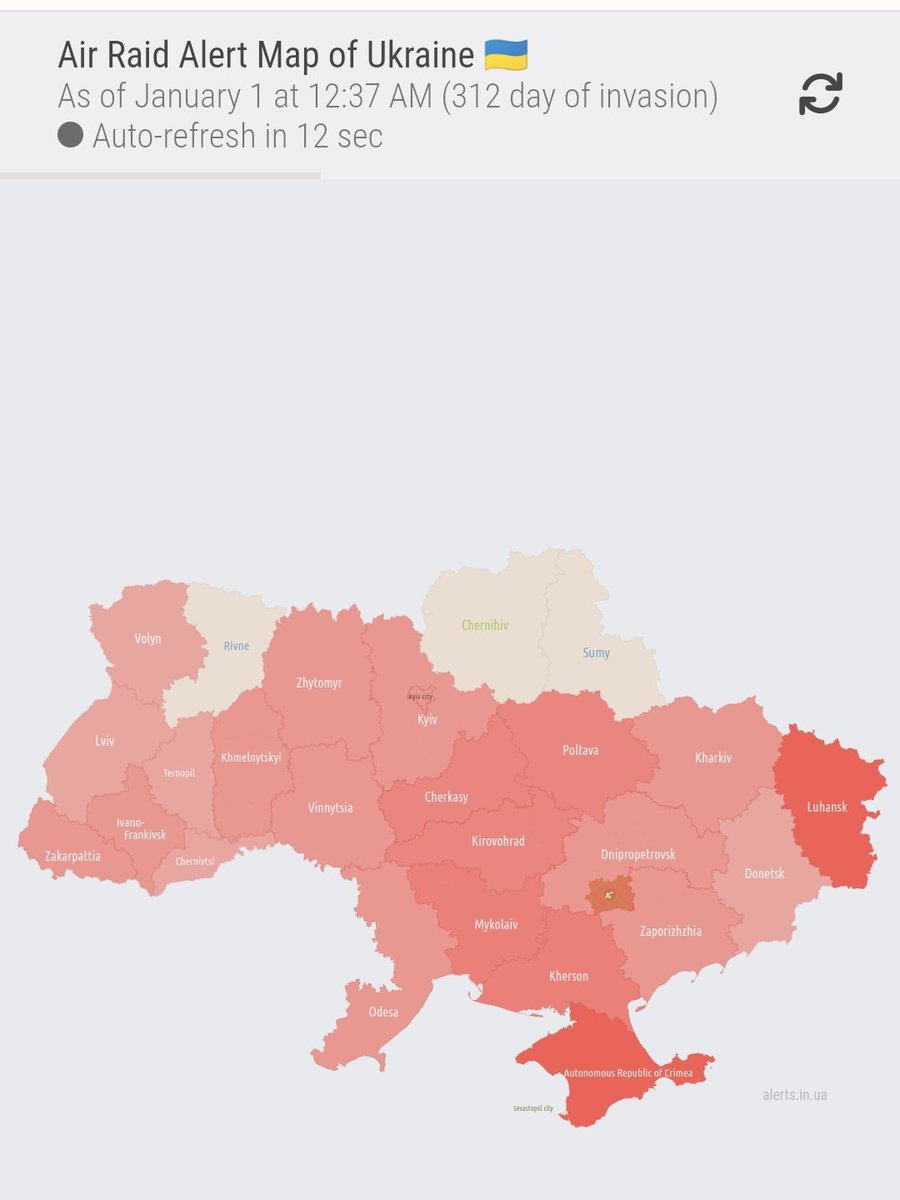 Air Raid Alert Map of Ukraine 🇺🇦
As of January 1 at 12:37 AM (312 day of invasion)
Auto-refresh in 12 sec
Chernihiv
Volyn
Rivne
Sumy
Zhytomyr
Kyiv city
Kyiv
Lviv
Poltava
Khmelnytskyi
Kharkiv
Ternopil
Cherkasy
Vinnytsia
Luhansk
Ivano-
Frankivsk
Kirovohrad
Zakarpattia
Chernivtsi
Dnipropetrovsk
Donetsk
Mykolaiv
Zaporizhzhia
Kherson
Odesa
Autonomous Republic of Crimea
alerts.in.ua
Sevastopol city